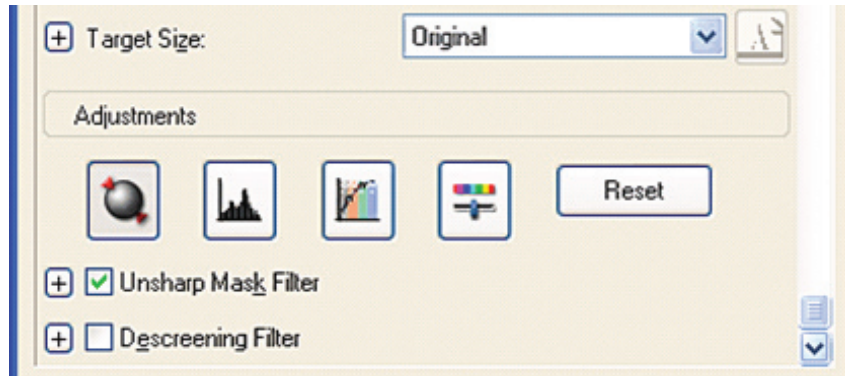 Target Size: Original
Adjustments
Reset
Unsharp Mask Filter
Descreening Filter